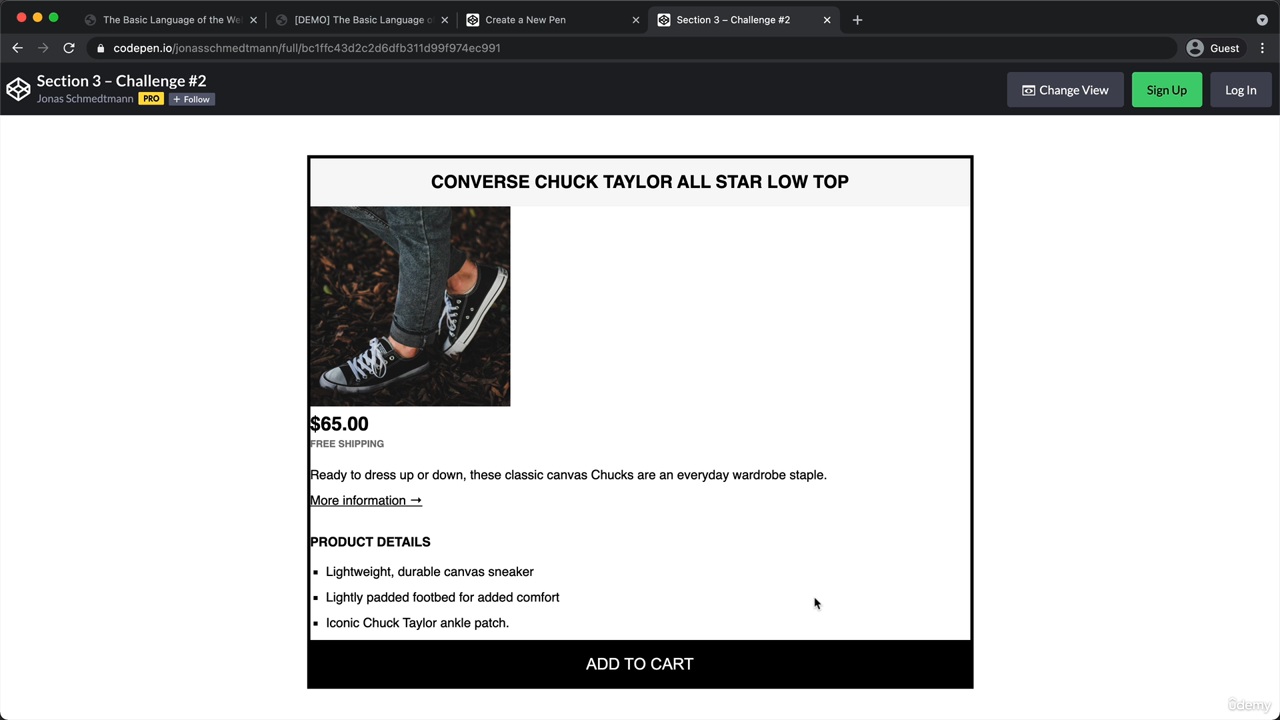 The Basic Language of the We
[DEMO] The Basic Language o
Create a New Pen
Section 3 – Challenge #2
codepen.io/jonasschmedtmann/full/bc1ffc43d2c2d6dfb311d99f974ec991
Guest
Section 3 – Challenge #2
Jonas Schmedtmann PRO + Follow
Change View
Sign Up
Log In
CONVERSE CHUCK TAYLOR ALL STAR LOW TOP
$65.00
FREE SHIPPING
Ready to dress up or down, these classic canvas Chucks are an everyday wardrobe staple.
More information →
PRODUCT DETAILS
Lightweight, durable canvas sneaker
Lightly padded footbed for added comfort
Iconic Chuck Taylor ankle patch.
ADD TO CART
ûdemy